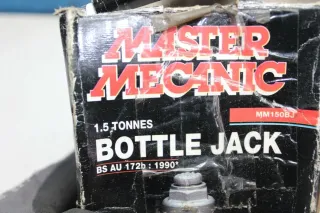 MASTER
MECANIC
MM150BJ
1.5 TONNES
BOTTLE JACK
BS AU 172b : 1990*